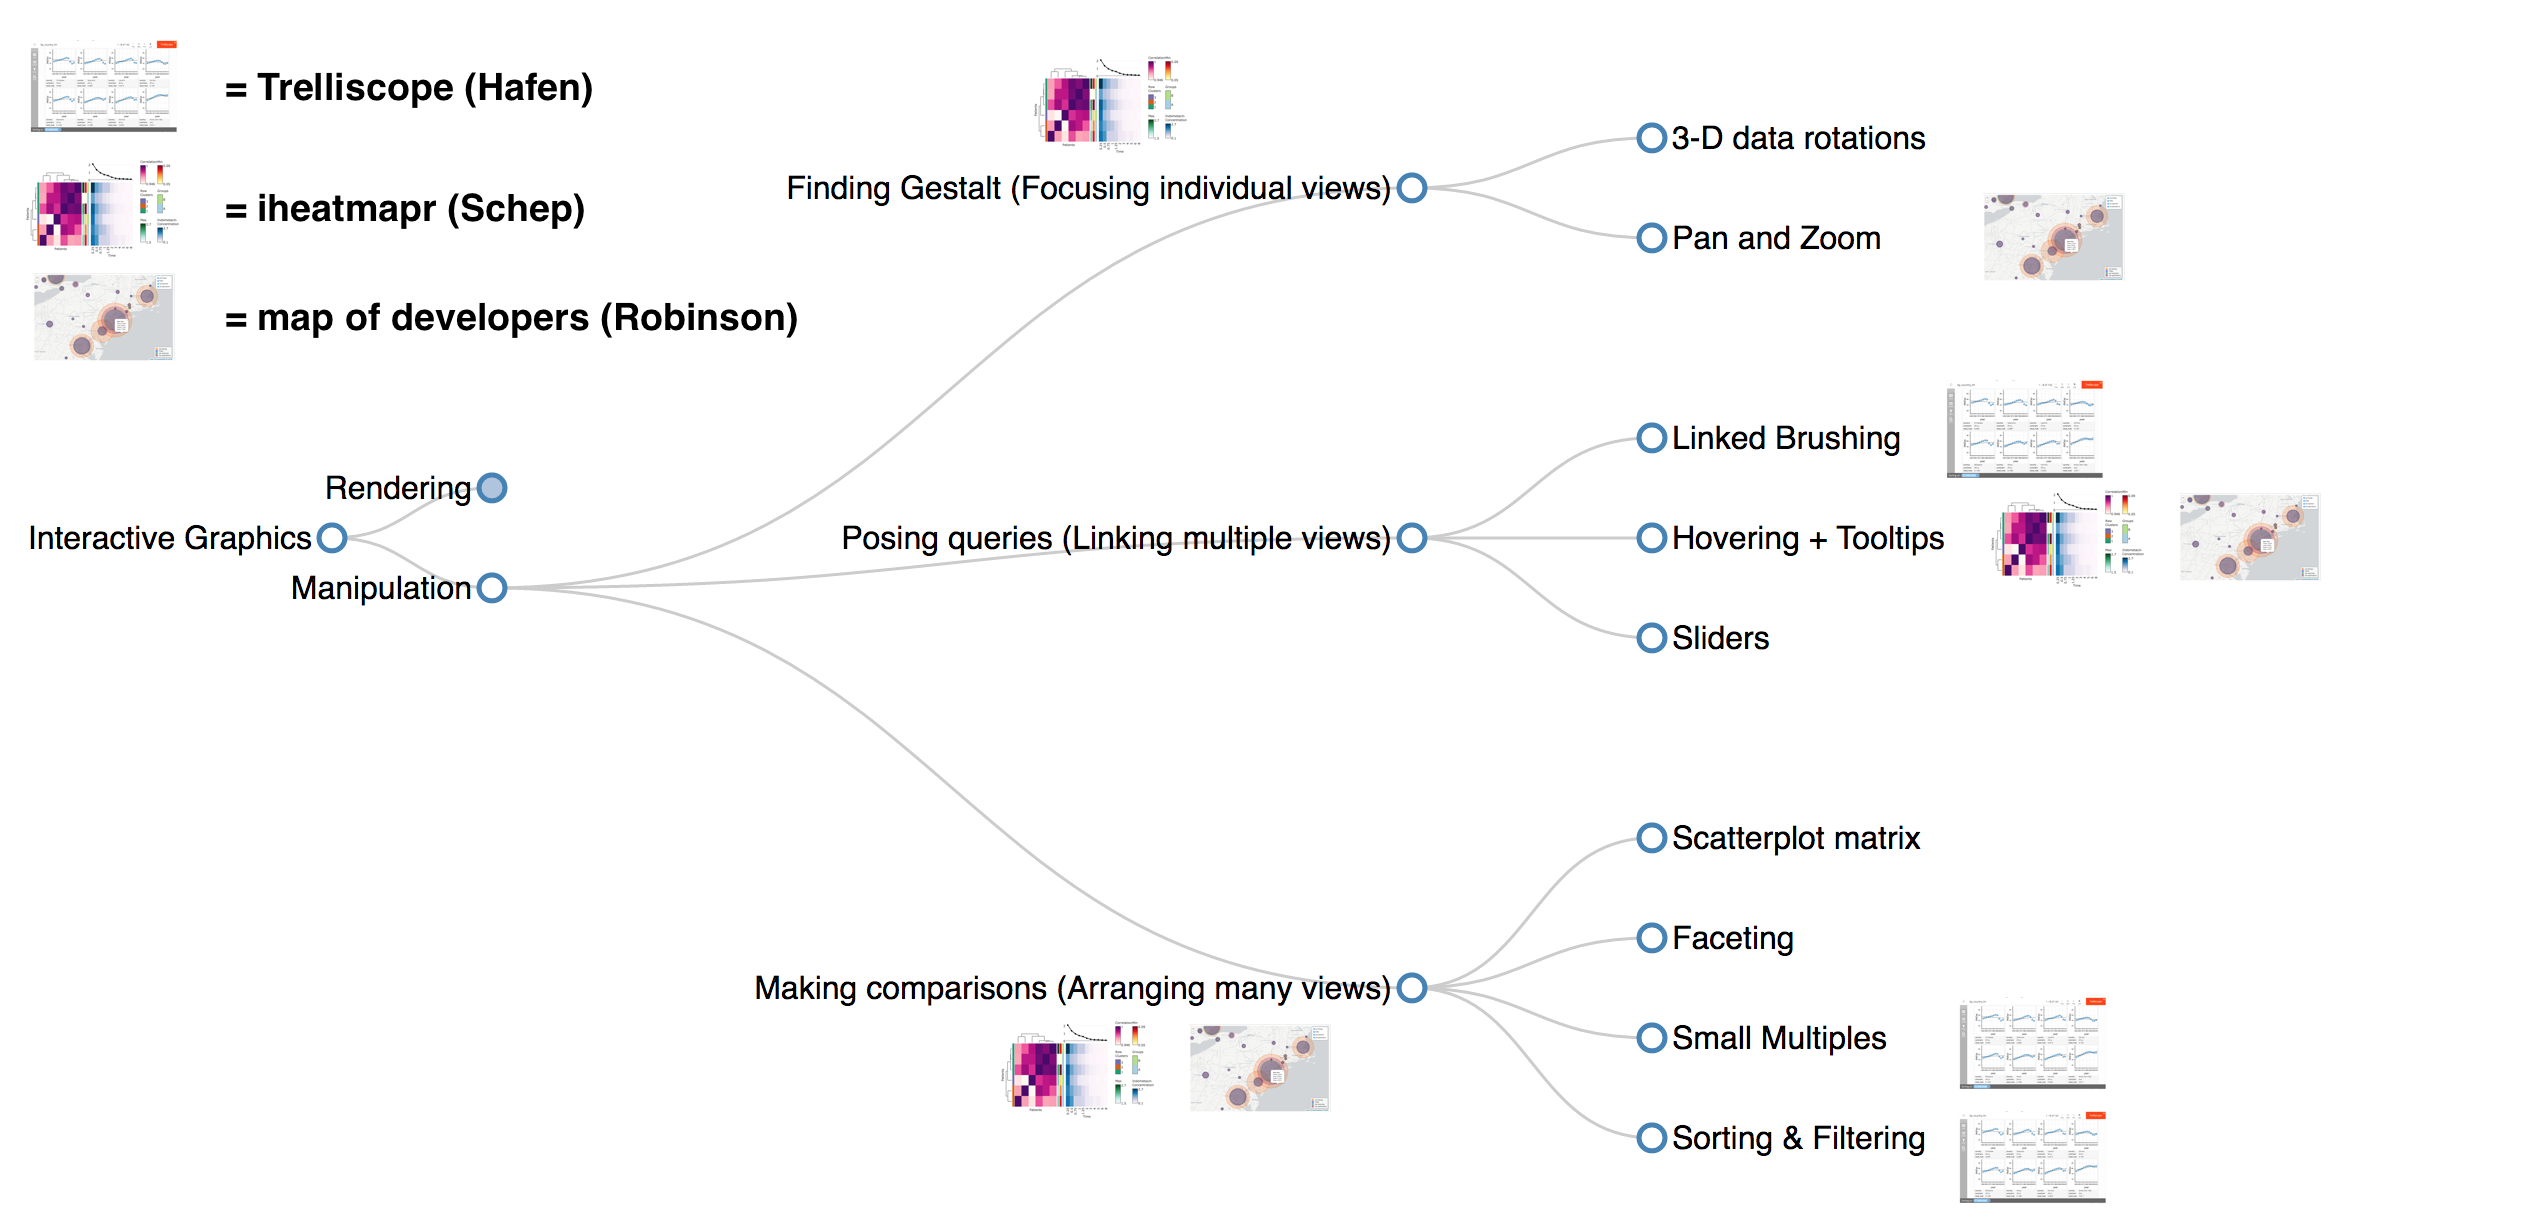 = Trelliscope (Hafen)
= iheatmapr (Schep)
= map of developers (Robinson)
Interactive Graphics
Rendering
Manipulation
Finding Gestalt (Focusing individual views)
3-D data rotations
Pan and Zoom
Posing queries (Linking multiple views)
Linked Brushing
Hovering + Tooltips
Sliders
Making comparisons (Arranging many views)
Scatterplot matrix
Faceting
Small Multiples
Sorting & Filtering